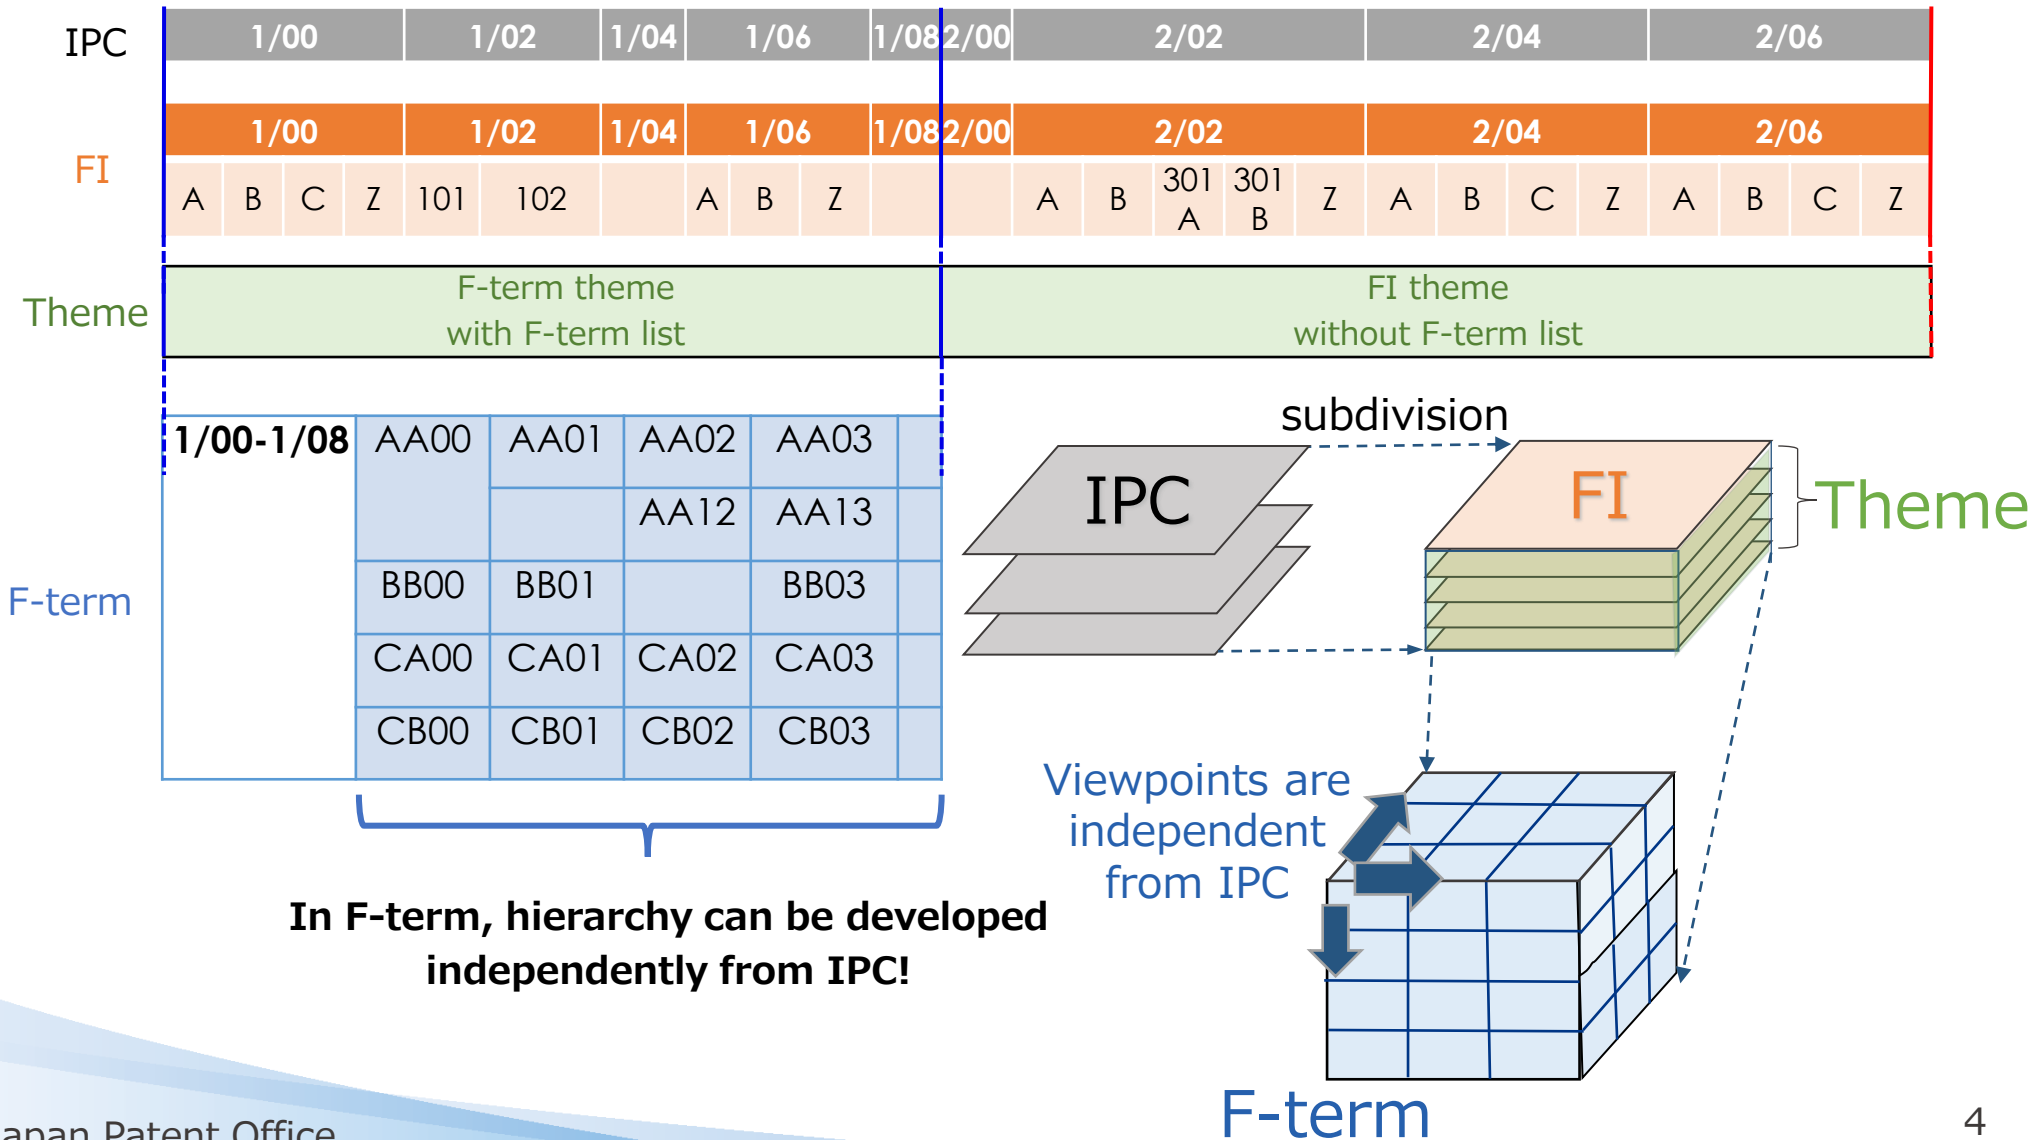 IPC 1/00 1/02 1/04 1/06 1/08 2/00 2/02 2/04 2/06
FI 1/00 1/02 1/04 1/06 1/08 2/00 2/02 2/04 2/06
A B C Z 101 102 A B Z A B 301 A 301 B Z A B C Z A B C Z
Theme
F-term theme
with F-term list
FI theme
without F-term list
F-term
1/00-1/08 AA00 AA01 AA02 AA03
AA12 AA13
BB00 BB01 BB03
CA00 CA01 CA02 CA03
CB00 CB01 CB02 CB03
In F-term, hierarchy can be developed
independently from IPC!
subdivision
IPC
FI
Theme
Viewpoints are
independent
from IPC
F-term
Patent Office
4